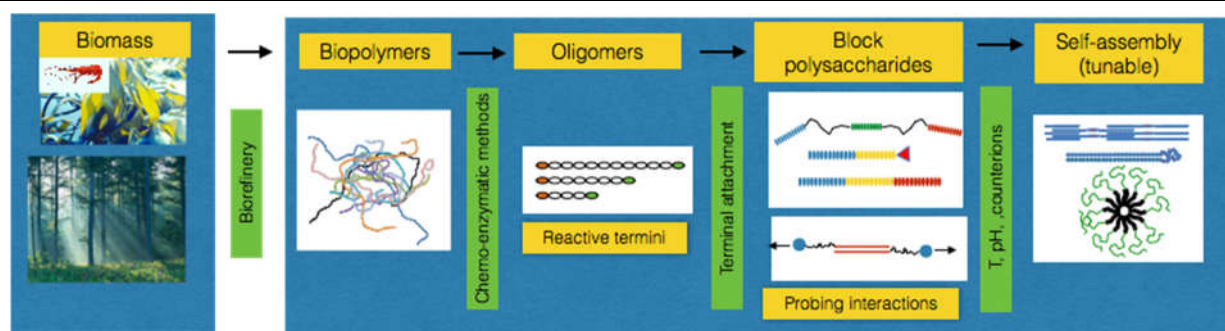 Biomass
Biorefinery
Biopolymers
Chemo-enzymatic methods
Oligomers
Reactive termini
Terminal attachment
Block
polysaccharides
Probing interactions
T, pH, ,counterions
Self-assembly
(tunable)